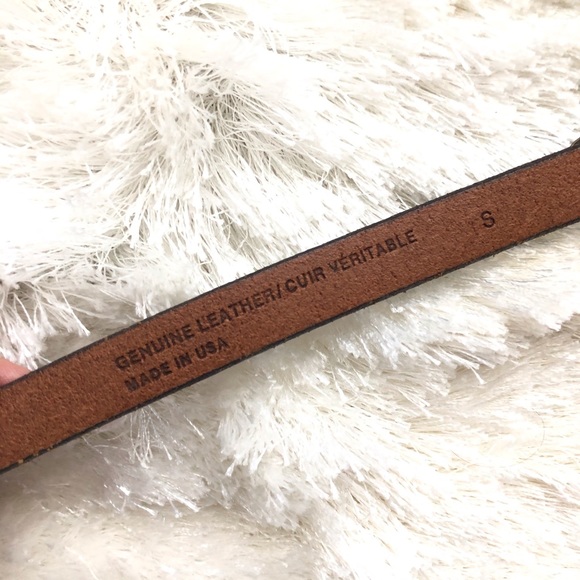 GENUINE LEATHER/CUIR VÉRITABLE S
MADE IN USA